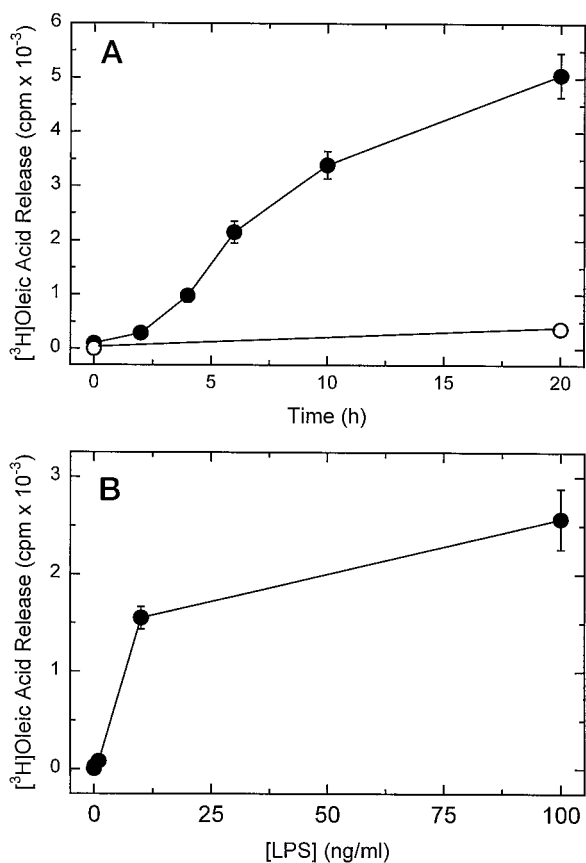 A
[³H]Oleic Acid Release (cpm x 10⁻³)
6
5
4
3
2
1
0
0 5 10 15 20
Time (h)
B
[³H]Oleic Acid Release (cpm x 10⁻³)
3
2
1
0
0 25 50 75 100
[LPS] (ng/ml)